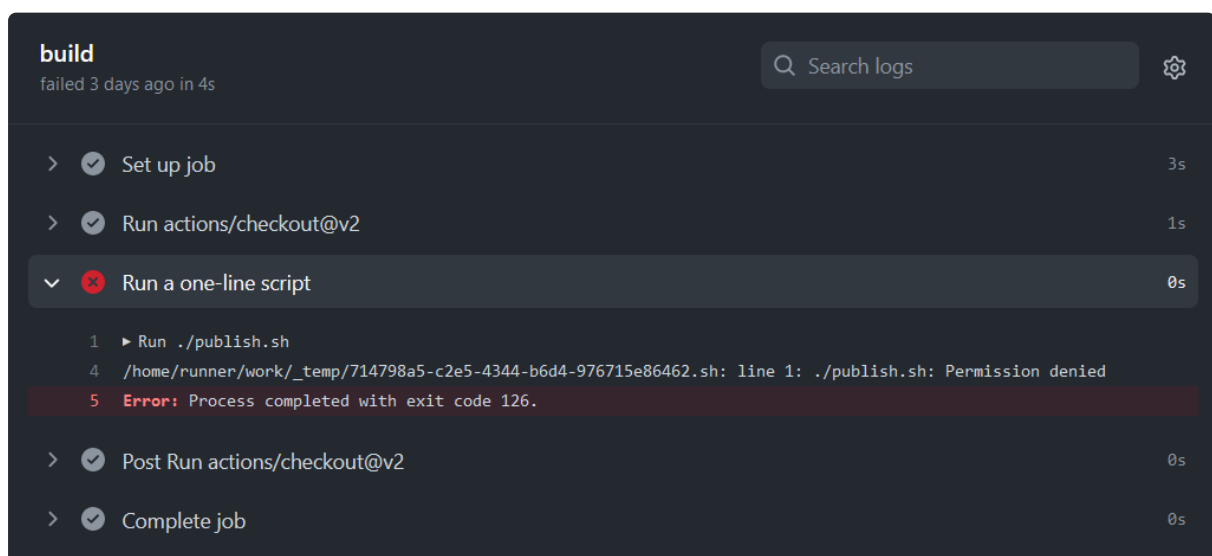 build
failed 3 days ago in 4s
Search logs
Set up job 3s
Run actions/checkout@v2 1s
Run a one-line script 0s
1 ▶ Run ./publish.sh
4 /home/runner/work/_temp/714798a5-c2e5-4344-b6d4-976715e86462.sh: line 1: ./publish.sh: Permission denied
5 Error: Process completed with exit code 126.
Post Run actions/checkout@v2 0s
Complete job 0s